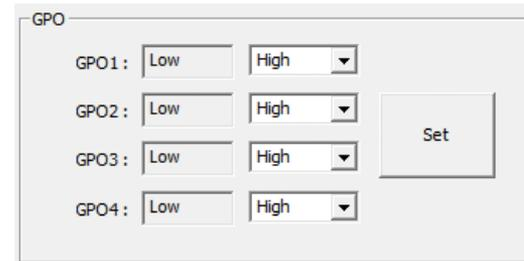 GPO
GPO1: Low High
GPO2: Low High
Set
GPO3: Low High
GPO4: Low High